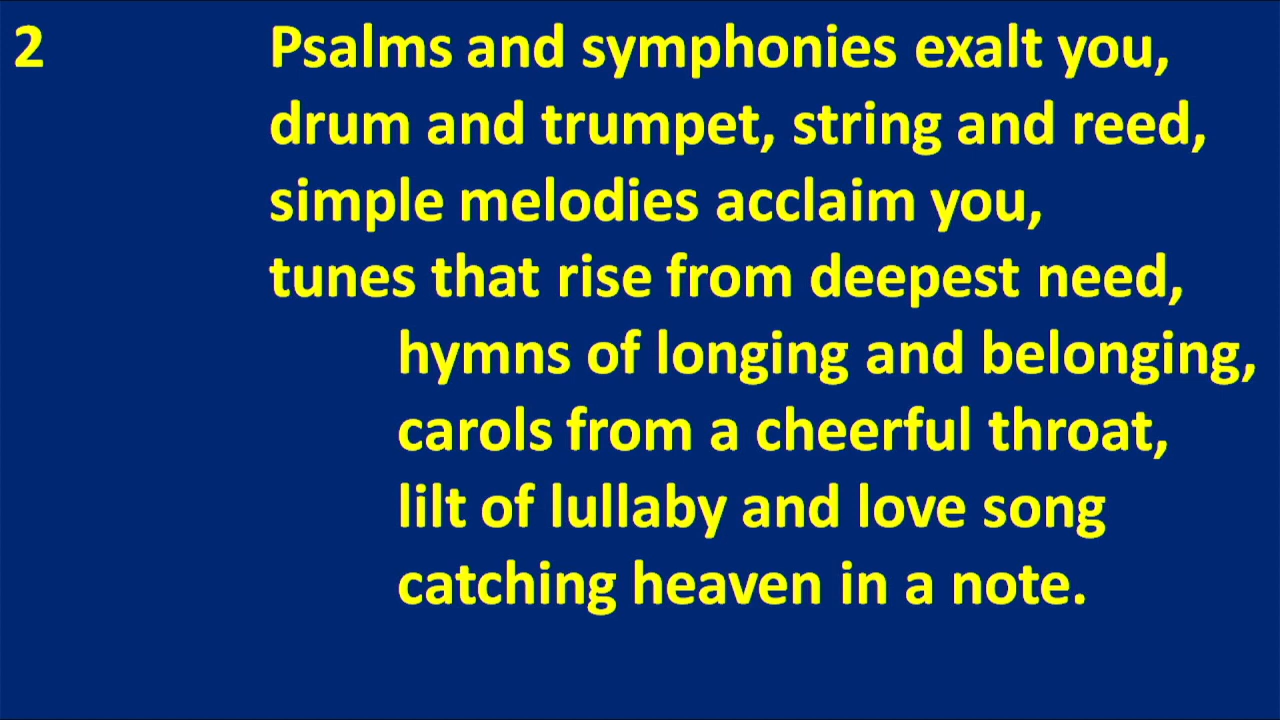 2 Psalms and symphonies exalt you,
drum and trumpet, string and reed,
simple melodies acclaim you,
tunes that rise from deepest need,
hymns of longing and belonging,
carols from a cheerful throat,
lilt of lullaby and love song
catching heaven in a note.